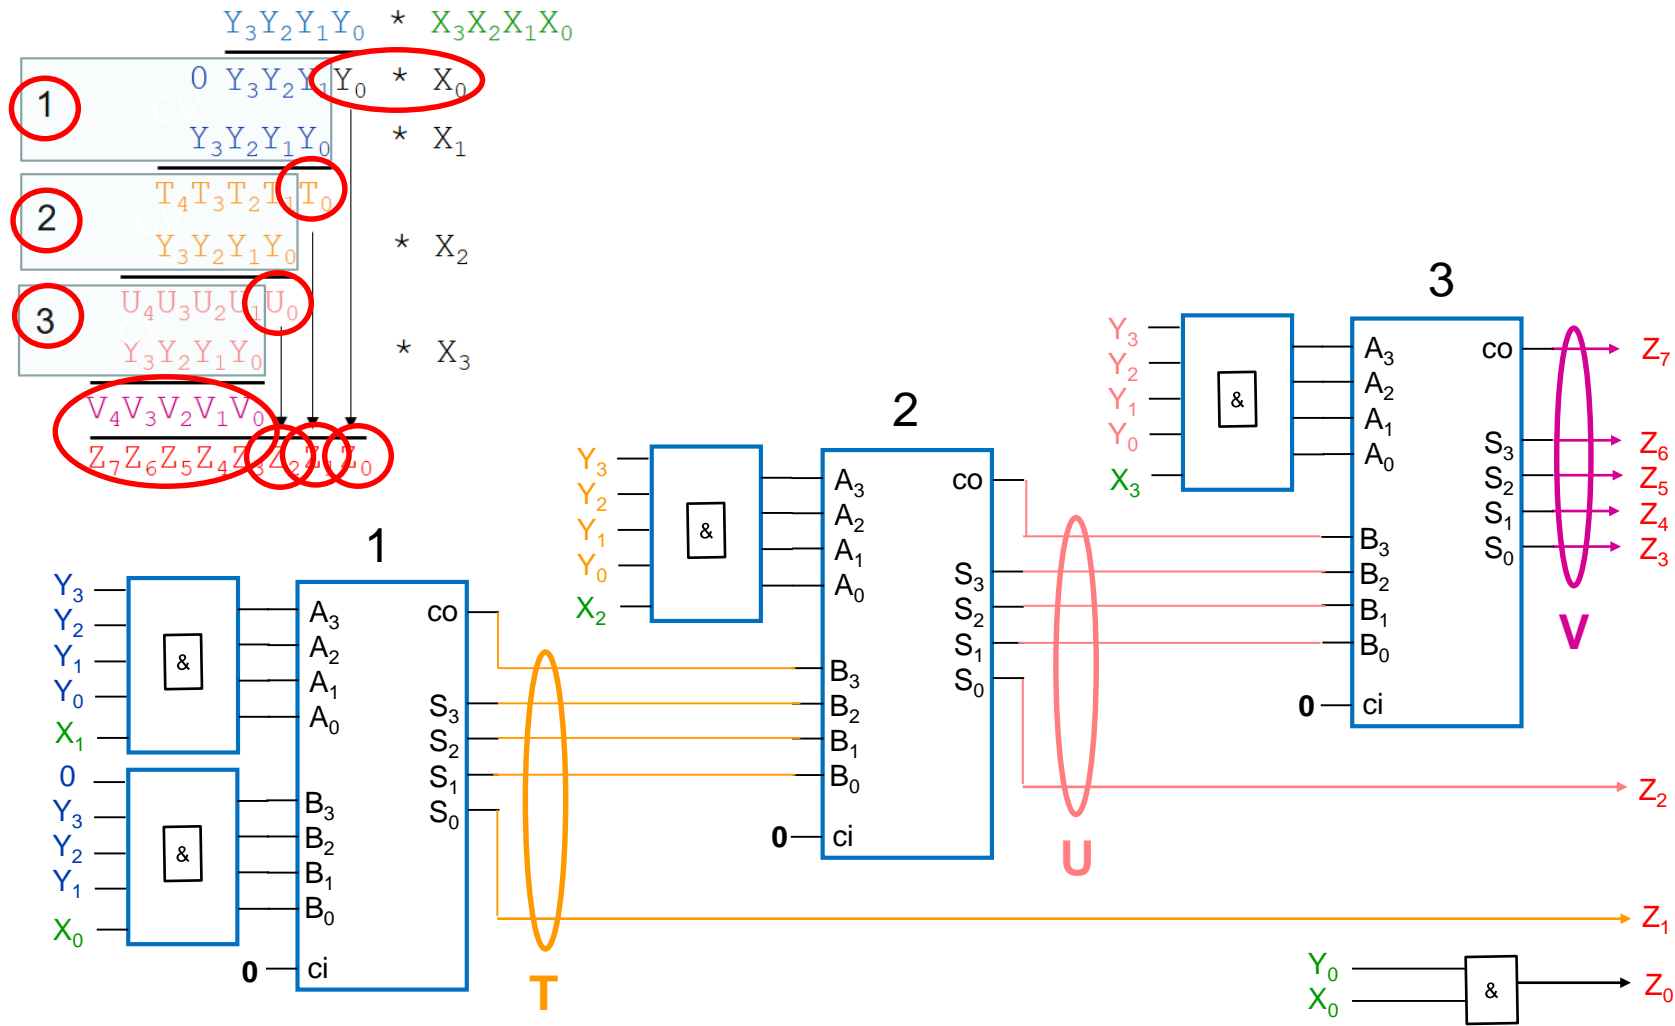 Y₃Y₂Y₁Y₀ * X₃X₂X₁X₀
0 Y₃Y₂Y₁Y₀ * X₀
1
CV
Y₃Y₂Y₁Y₀ * X₁
T₄T₃T₂T₁T₀
2
CV
Y₃Y₂Y₁Y₀ * X₂
U₄U₃U₂U₁U₀
3
CV
Y₃Y₂Y₁Y₀ * X₃
V₄V₃V₂V₁V₀
Z₇Z₆Z₅Z₄Z₃Z₂Z₁Z₀
1
Y₃
Y₂
Y₁
Y₀
X₁
&
0
Y₃
Y₂
Y₁
X₀
&
A₃
A₂
A₁
A₀
B₃
B₂
B₁
B₀
0 ci
co
S₃
S₂
S₁
S₀
T
2
Y₃
Y₂
Y₁
Y₀
X₂
&
A₃
A₂
A₁
A₀
B₃
B₂
B₁
B₀
0 ci
co
S₃
S₂
S₁
S₀
U
3
Y₃
Y₂
Y₁
Y₀
X₃
&
A₃
A₂
A₁
A₀
B₃
B₂
B₁
B₀
0 ci
co
S₃
S₂
S₁
S₀
V
Z₇
Z₆
Z₅
Z₄
Z₃
Z₂
Z₁
Y₀
X₀
&
Z₀